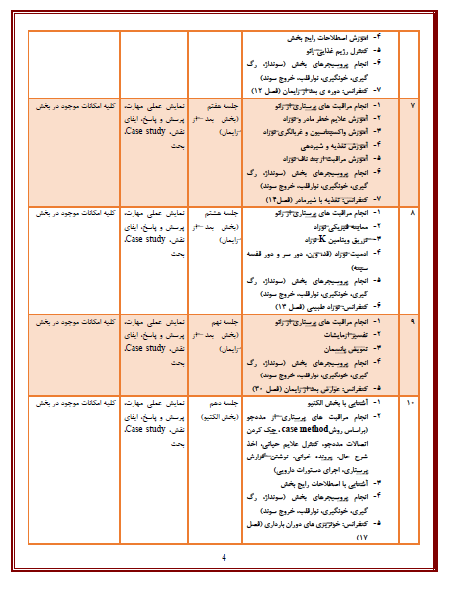 ۴- آموزش اصطلاحات رایج بخش
۵- کنترل رژیم غذایی زائو
۶- انجام پروسیجرهای بخش (سونداژ، رگ
گیری، خونگیری، نوارقلب، خروج سوند)
۷- کنفرانس: دوره ی بعد از زایمان (فصل ۱۲)
۷
۱- انجام مراقبت های پرستاری از زائو
۲- آموزش علایم خطر مادر و نوزاد
۳- آموزش واکسیناسیون و غربالگری نوزاد
۴- آموزش تغذیه و شیردهی
۵- آموزش مراقبت از بند ناف نوزاد
۶- انجام پروسیجرهای بخش (سونداژ، رگ
گیری، خونگیری، نوارقلب، خروج سوند)
۷- کنفرانس: تغذیه با شیرمادر (فصل۱۴)
جلسه هفتم
(بخش بعد از
زایمان)
نمایش عملی مهارت،
پرسش و پاسخ، ایفای
نقش، Case study،
بحث
کلیه امکانات موجود در بخش
۸
۱- انجام مراقبت های پرستاری از زائو
۲- معاینه فیزیکی نوزاد
۳- تزریق ویتامین K نوزاد
۴- ادمیت نوزاد (قد، وزن، دور سر و دور قفسه
سینه)
۵- انجام پروسیجرهای بخش (سونداژ، رگ
گیری، خونگیری، نوارقلب، خروج سوند)
۶- کنفرانس: نوزاد طبیعی (فصل ۱۳)
جلسه هشتم
(بخش بعد از
زایمان)
نمایش عملی مهارت،
پرسش و پاسخ، ایفای
نقش، Case study،
بحث
کلیه امکانات موجود در بخش
۹
۱- انجام مراقبت های پرستاری از زائو
۲- تفسیر آزمایشات
۳- تعویض پانسمان
۴- انجام پروسیجرهای بخش (سونداژ، رگ
گیری، خونگیری، نوارقلب، خروج سوند)
۵- کنفرانس: عوارض بعد از زایمان (فصل ۳۰)
جلسه نهم
(بخش بعد از
زایمان)
نمایش عملی مهارت،
پرسش و پاسخ، ایفای
نقش، Case study،
بحث
کلیه امکانات موجود در بخش
۱۰
۱- آشنایی با بخش الکتیو
۲- انجام مراقبت های پرستاری از مددجو
(براساس روش case method ، چک کردن
اتصالات مددجو، کنترل علایم حیاتی، اخذ
شرح حال، پرونده خوانی، نوشتن گزارش
پرستاری، اجرای دستورات دارویی)
۳- آشنایی با اصطلاحات رایج بخش
۴- انجام پروسیجرهای بخش (سونداژ، رگ
گیری، خونگیری، نوارقلب، خروج سوند)
۵- کنفرانس: خونریزی های دوران بارداری (فصل
۱۷)
جلسه دهم
(بخش الکتیو)
نمایش عملی مهارت،
پرسش و پاسخ، ایفای
نقش، Case study،
بحث
کلیه امکانات موجود در بخش
4